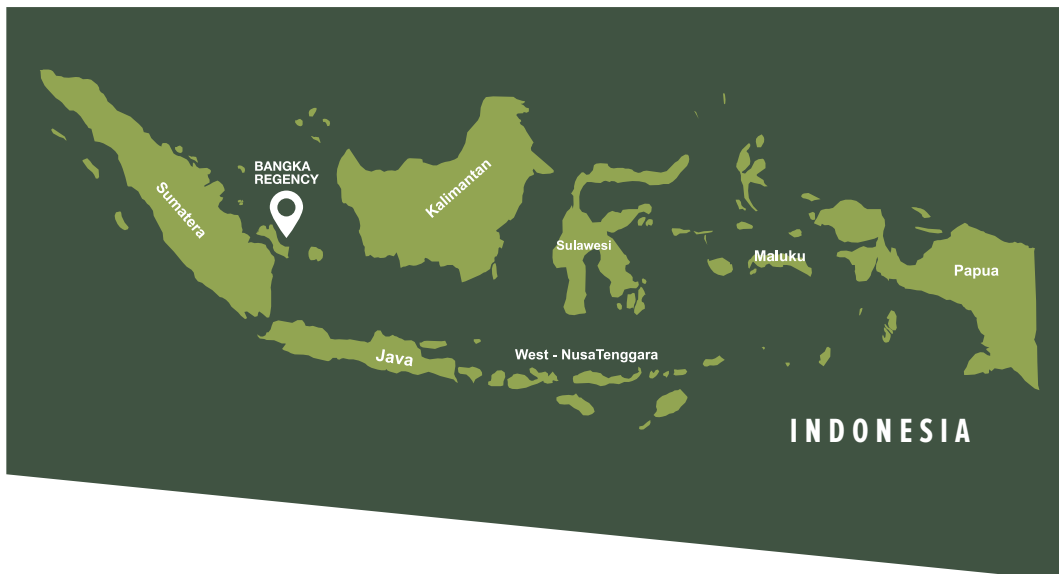 BANGKA
REGENCY
Sumatera
Kalimantan
Sulawesi
Maluku
Papua
Java
West - NusaTenggara
INDONESIA